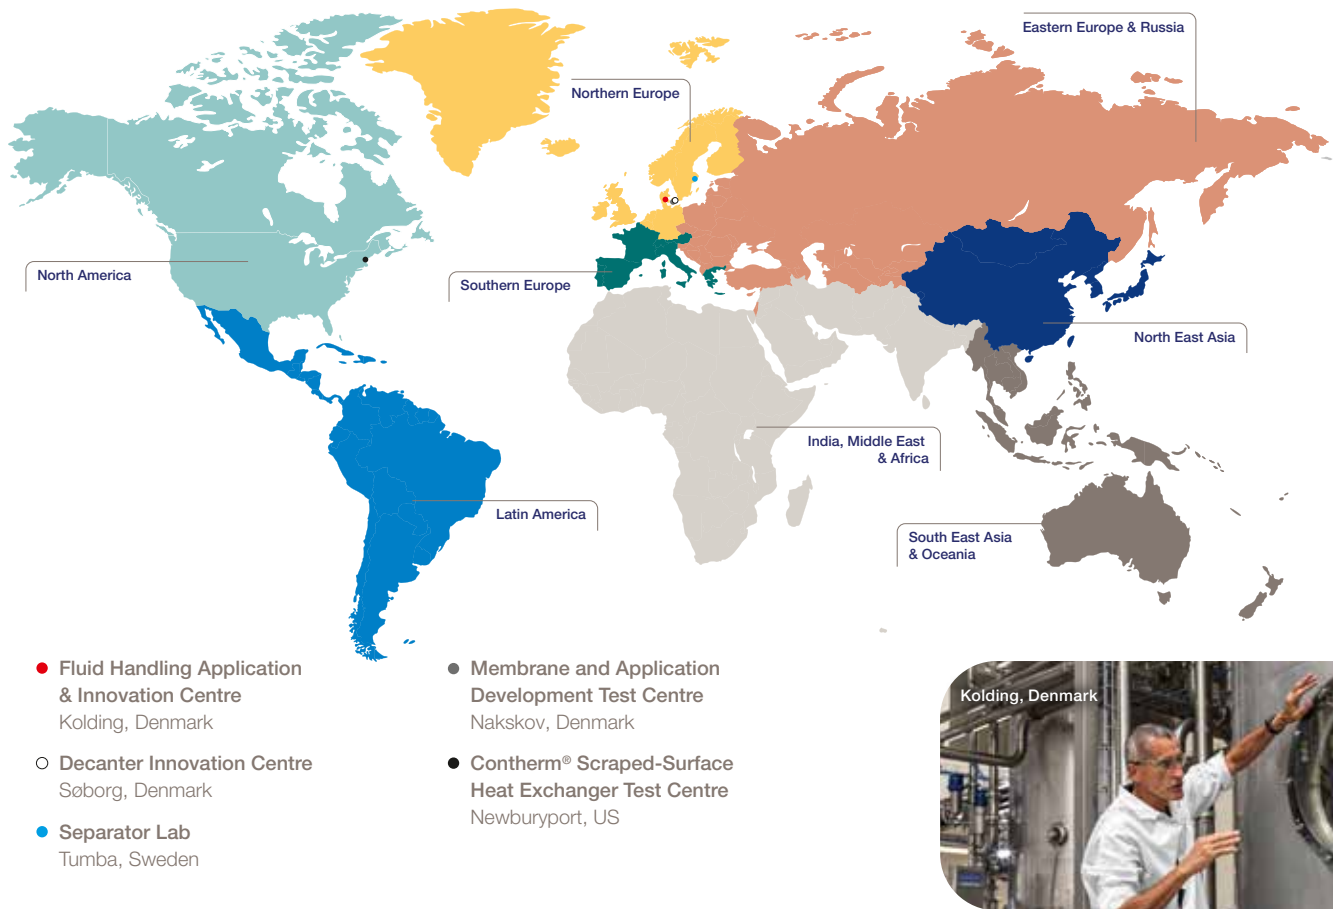 Eastern Europe & Russia
Northern Europe
North America
Southern Europe
North East Asia
India, Middle East
& Africa
Latin America
South East Asia
& Oceania
Fluid Handling Application
& Innovation Centre
Kolding, Denmark
Decanter Innovation Centre
Søborg, Denmark
Separator Lab
Tumba, Sweden
Membrane and Application
Development Test Centre
Nakskov, Denmark
Contherm® Scraped-Surface
Heat Exchanger Test Centre
Newburyport, US
Kolding, Denmark